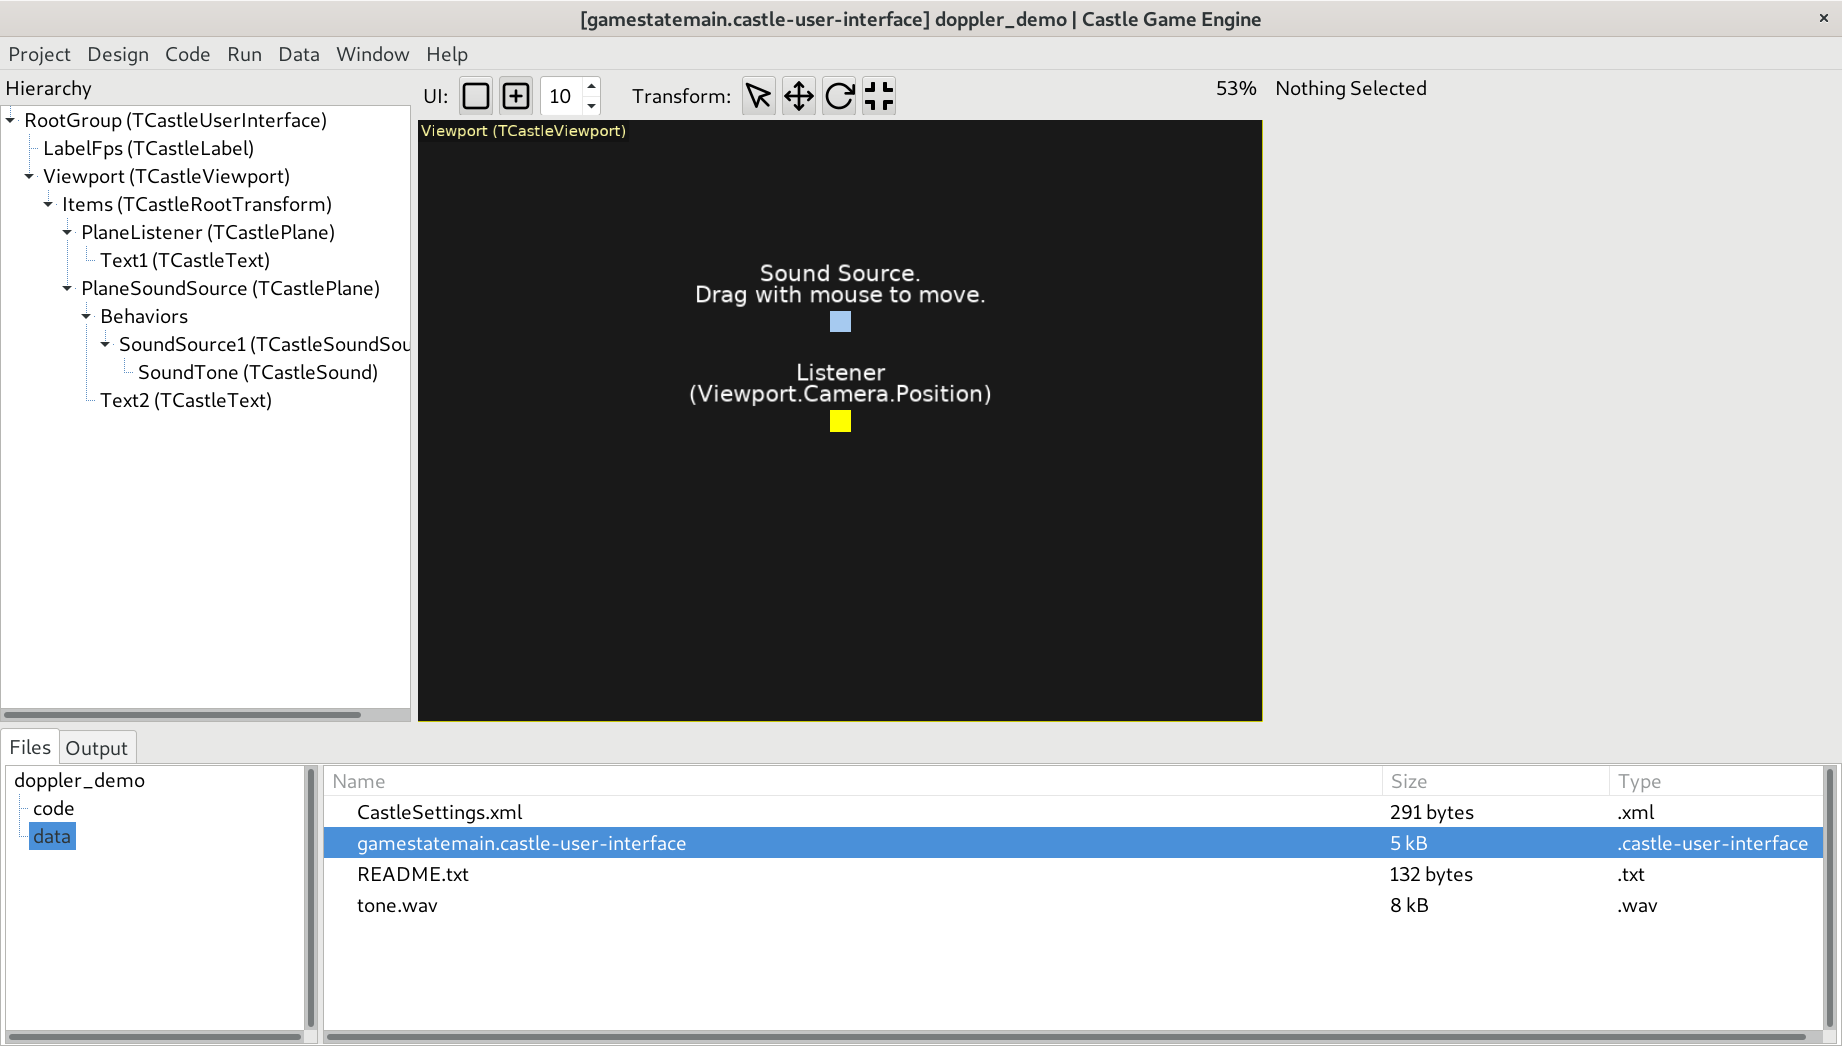 [gamestatemain.castle-user-interface] doppler_demo | Castle Game Engine
×
Project Design Code Run Data Window Help
Hierarchy
UI: 10 Transform: 53% Nothing Selected
RootGroup (TCastleUserInterface)
LabelFps (TCastleLabel)
Viewport (TCastleViewport)
Items (TCastleRootTransform)
PlaneListener (TCastlePlane)
Text1 (TCastleText)
PlaneSoundSource (TCastlePlane)
Behaviors
SoundSource1 (TCastleSoundSou
SoundTone (TCastleSound)
Text2 (TCastleText)
Viewport (TCastleViewport)
Sound Source.
Drag with mouse to move.
Listener
(Viewport.Camera.Position)
Files Output
doppler_demo
code
data
Name Size Type
CastleSettings.xml 291 bytes .xml
gamestatemain.castle-user-interface 5 kB .castle-user-interface
README.txt 132 bytes .txt
tone.wav 8 kB .wav